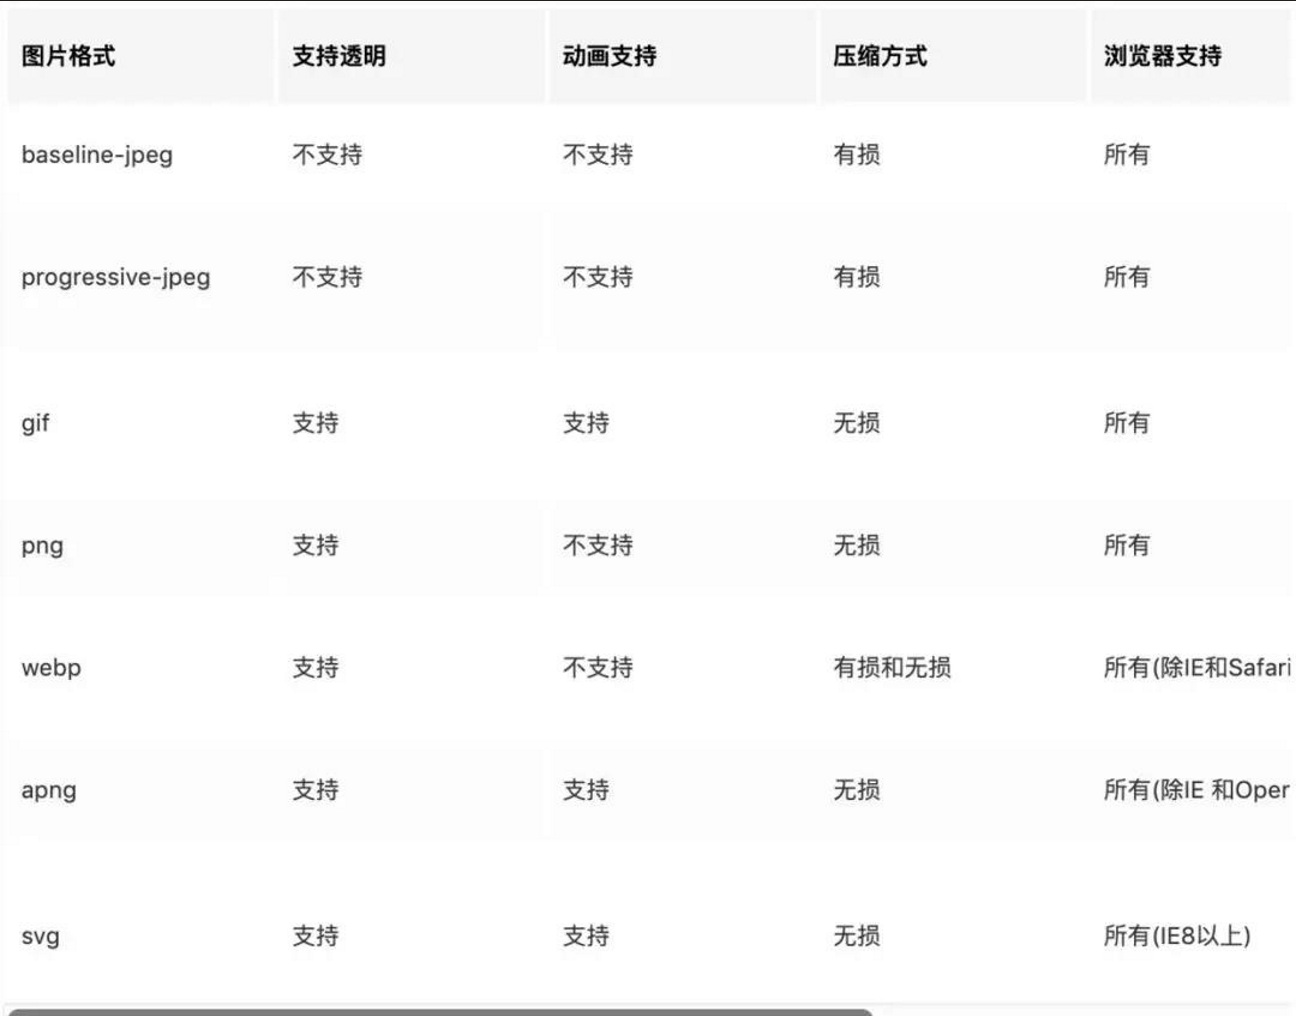 图片格式 支持透明 动画支持 压缩方式 浏览器支持
baseline-jpeg 不支持 不支持 有损 所有
progressive-jpeg 不支持 不支持 有损 所有
gif 支持 支持 无损 所有
png 支持 不支持 无损 所有
webp 支持 不支持 有损和无损 所有(除IE和Safari
apng 支持 支持 无损 所有(除IE 和Oper
svg 支持 支持 无损 所有(IE8以上)